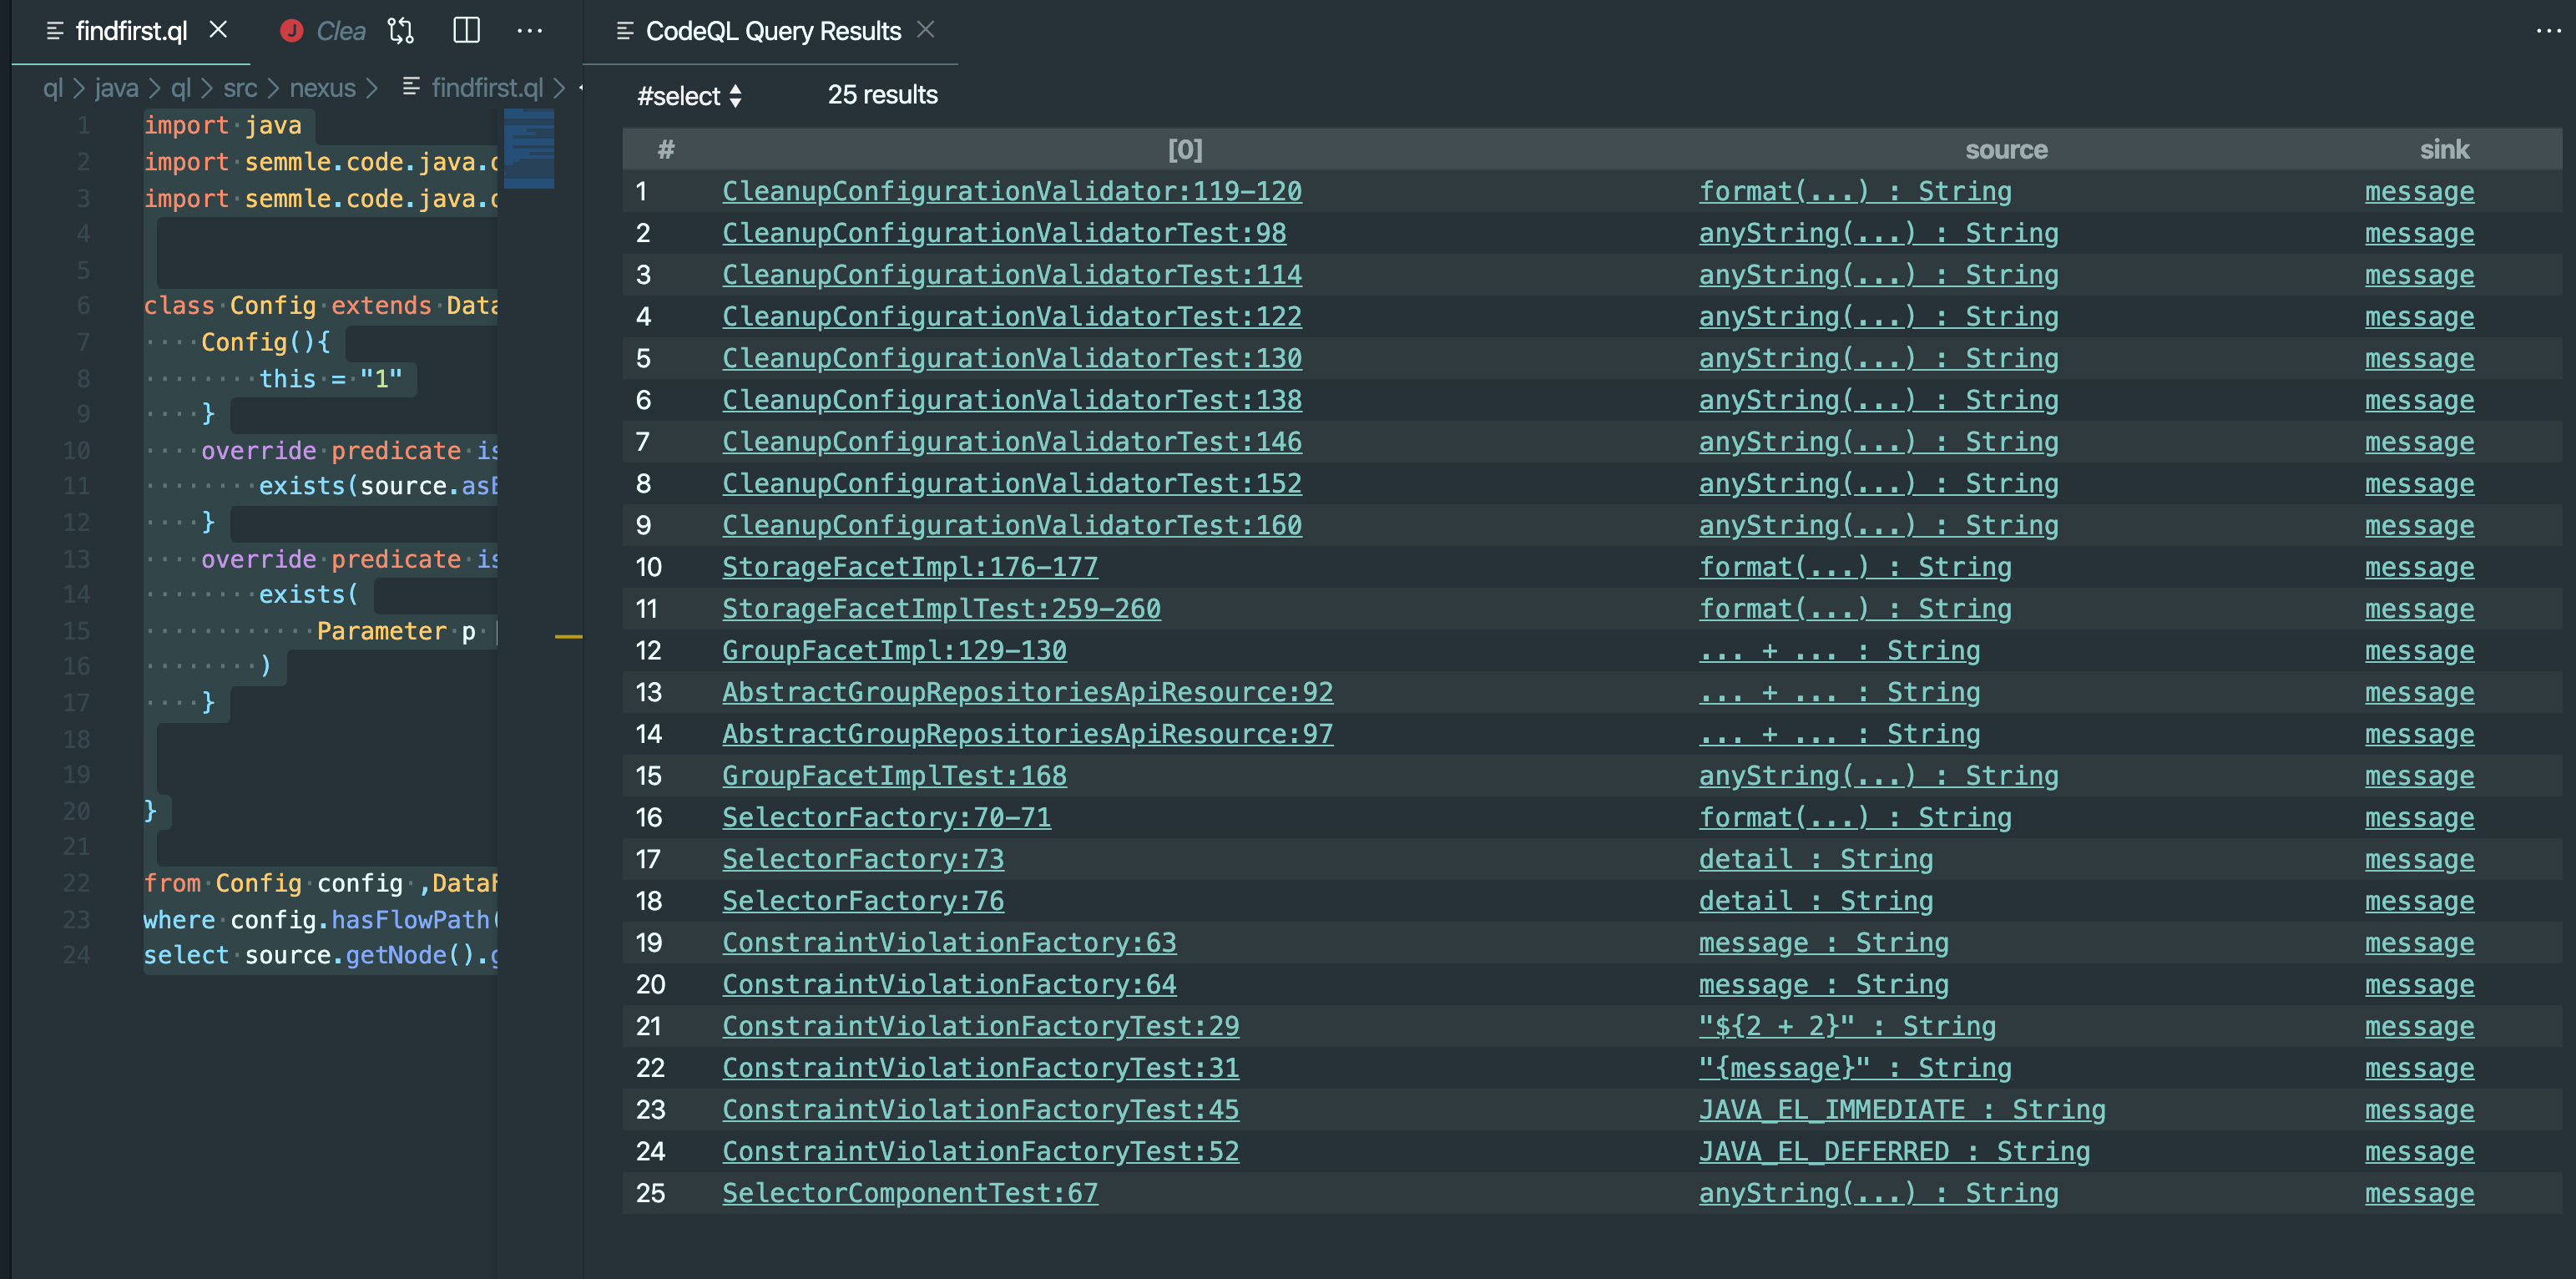 findfirst.ql
Clea
ql > java > ql > src > nexus > findfirst.ql >
1 import java
2 import semmle.code.java.
3 import semmle.code.java.
4
5
6 class Config extends Data
7 Config(){
8 this = "1"
9 }
10 override predicate is
11 exists(source.as
12 }
13 override predicate is
14 exists(
15 Parameter p
16 )
17 }
18
19
20 }
21
22 from Config config ,Data
23 where config.hasFlowPath(
24 select source.getNode().g
CodeQL Query Results
#select 25 results
# [0] source sink
1 CleanupConfigurationValidator:119-120 format(...) : String message
2 CleanupConfigurationValidatorTest:98 anyString(...) : String message
3 CleanupConfigurationValidatorTest:114 anyString(...) : String message
4 CleanupConfigurationValidatorTest:122 anyString(...) : String message
5 CleanupConfigurationValidatorTest:130 anyString(...) : String message
6 CleanupConfigurationValidatorTest:138 anyString(...) : String message
7 CleanupConfigurationValidatorTest:146 anyString(...) : String message
8 CleanupConfigurationValidatorTest:152 anyString(...) : String message
9 CleanupConfigurationValidatorTest:160 anyString(...) : String message
10 StorageFacetImpl:176-177 format(...) : String message
11 StorageFacetImplTest:259-260 format(...) : String message
12 GroupFacetImpl:129-130 ... + ... : String message
13 AbstractGroupRepositoriesApiResource:92 ... + ... : String message
14 AbstractGroupRepositoriesApiResource:97 ... + ... : String message
15 GroupFacetImplTest:168 anyString(...) : String message
16 SelectorFactory:70-71 format(...) : String message
17 SelectorFactory:73 detail : String message
18 SelectorFactory:76 detail : String message
19 ConstraintViolationFactory:63 message : String message
20 ConstraintViolationFactory:64 message : String message
21 ConstraintViolationFactoryTest:29 "${2 + 2}" : String message
22 ConstraintViolationFactoryTest:31 "{message}" : String message
23 ConstraintViolationFactoryTest:45 JAVA_EL_IMMEDIATE : String message
24 ConstraintViolationFactoryTest:52 JAVA_EL_DEFERRED : String message
25 SelectorComponentTest:67 anyString(...) : String message